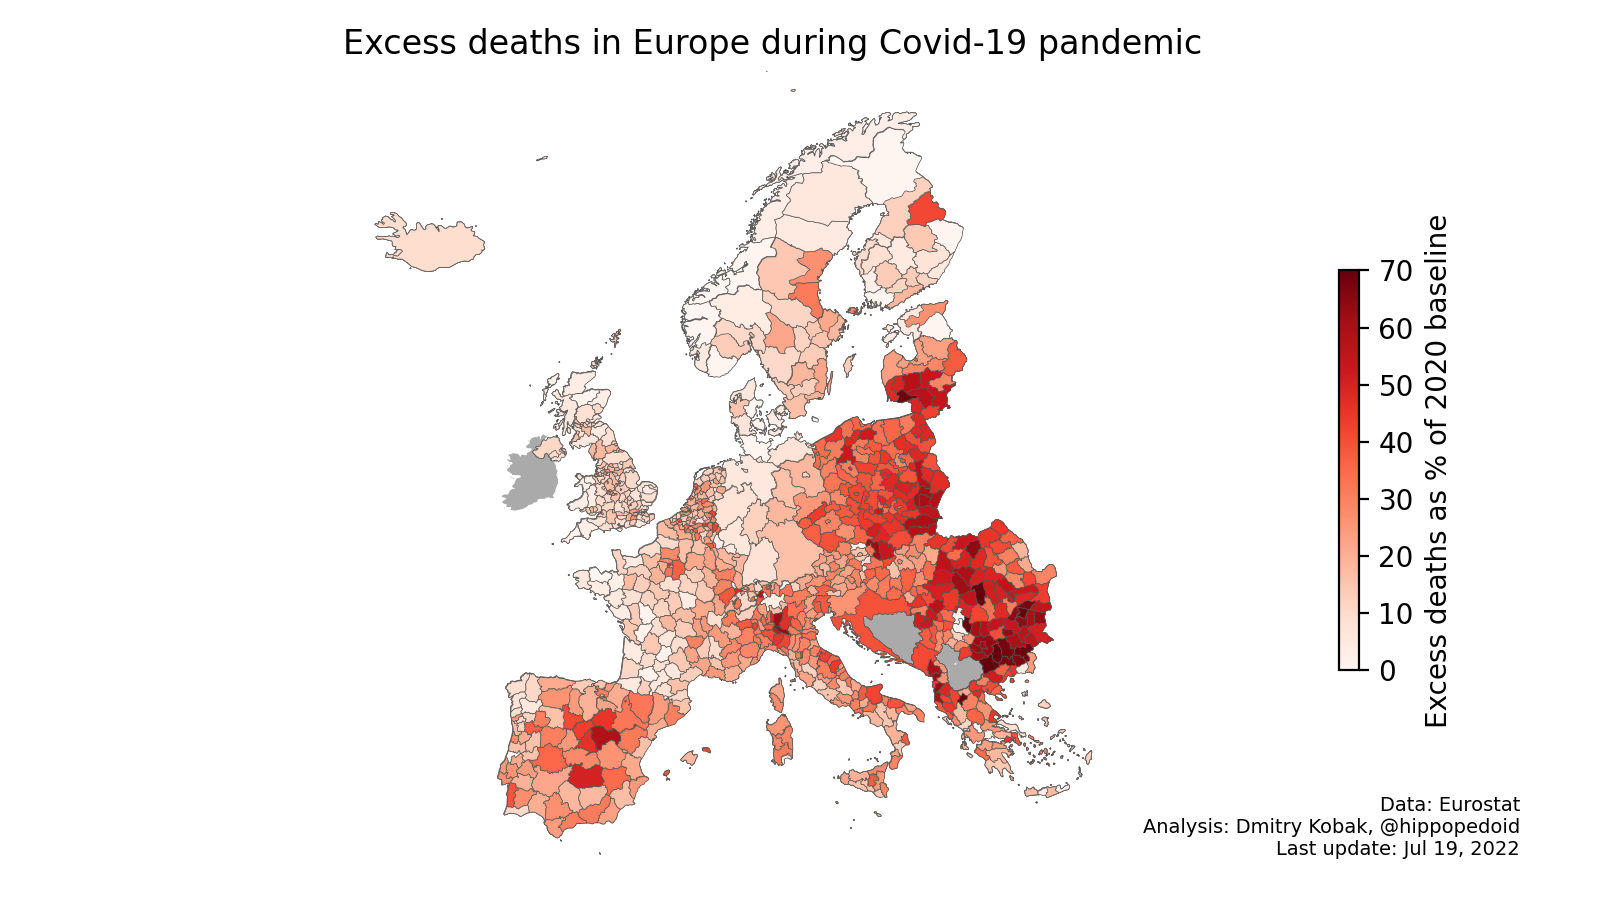 Excess deaths in Europe during Covid-19 pandemic
70
60
50
40
30
20
10
0
Excess deaths as % of 2020 baseline
Data: Eurostat
Analysis: Dmitry Kobak, @hippopedoid
Last update: Jul 19, 2022